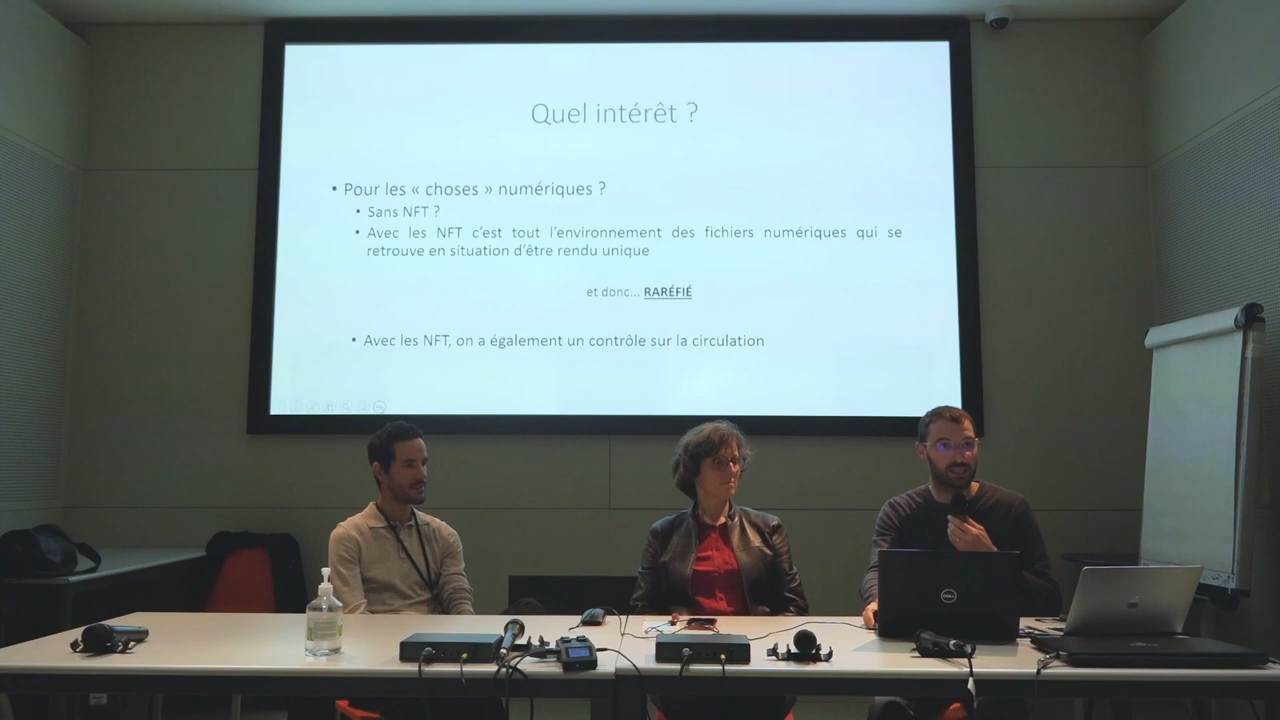 Quel intérêt ?
• Pour les « choses » numériques ?
• Sans NFT ?
• Avec les NFT c'est tout l'environnement des fichiers numériques qui se
retrouve en situation d'être rendu unique
et donc... RARÉFIÉ
• Avec les NFT, on a également un contrôle sur la circulation
DELL